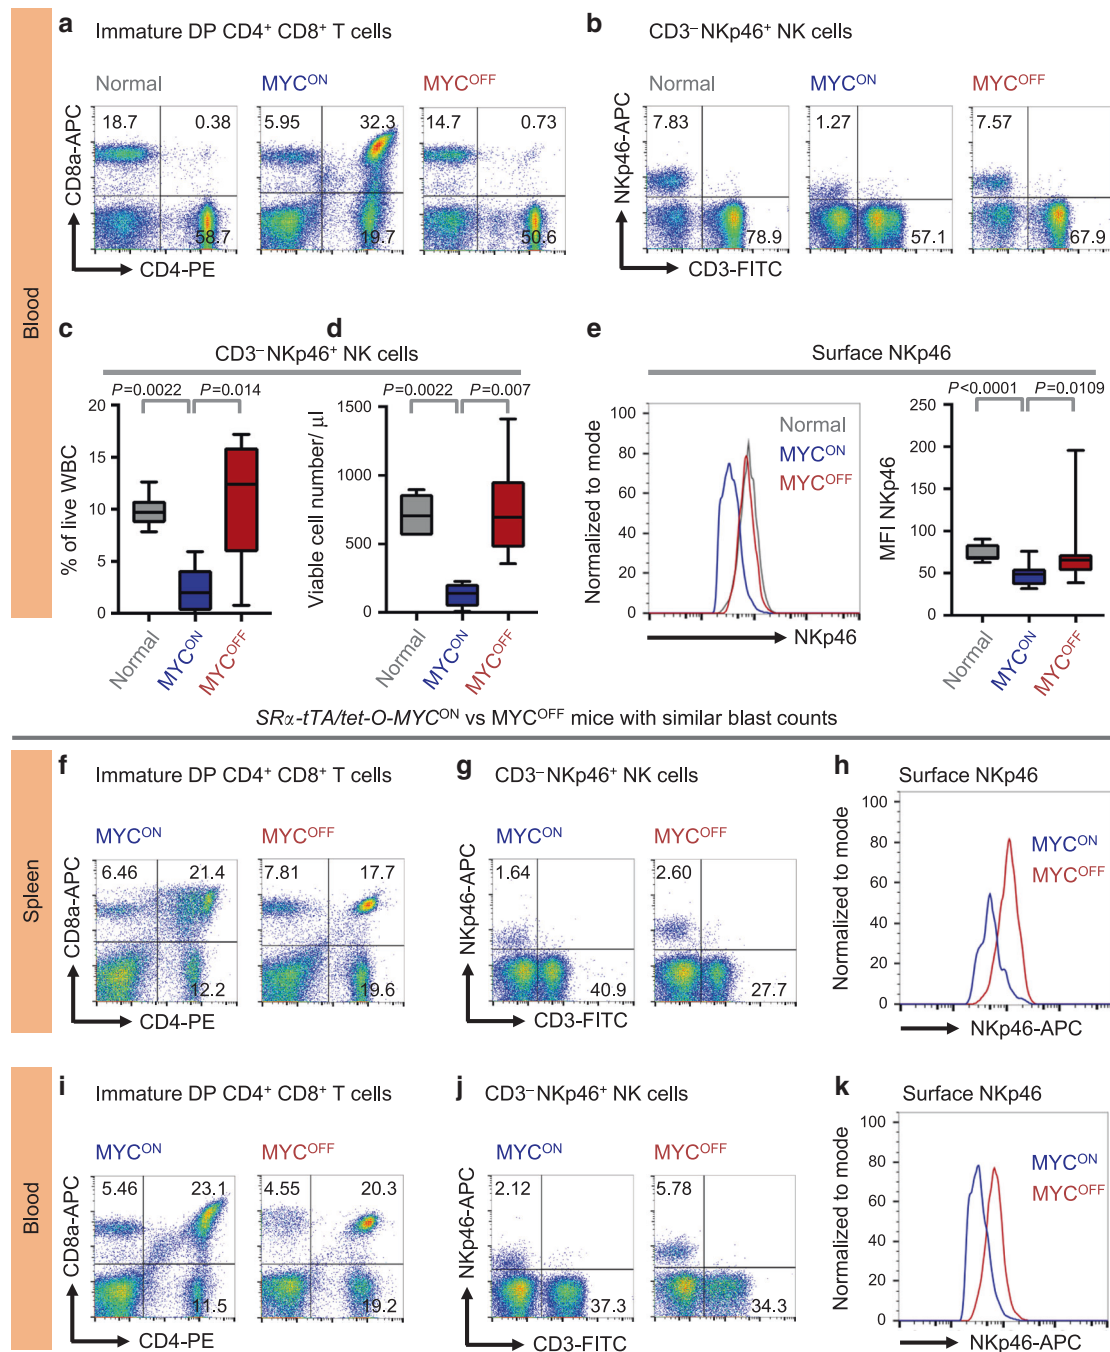 Blood
a Immature DP CD4⁺ CD8⁺ T cells
Normal
MYCᴼᴺ
MYCᴼᶠᶠ
CD8a-APC
18.7 0.38
58.7
5.95 32.3
19.7
14.7 0.73
50.6
CD4-PE
b CD3⁻NKp46⁺ NK cells
Normal
MYCᴼᴺ
MYCᴼᶠᶠ
NKp46-APC
7.83
78.9
1.27
57.1
7.57
67.9
CD3-FITC
c d
CD3⁻NKp46⁺ NK cells
P=0.0022 P=0.014
% of live WBC
20
15
10
5
0
Normal
MYCᴼᴺ
MYCᴼᶠᶠ
P=0.0022 P=0.007
Viable cell number/ μl
1500
1000
500
0
Normal
MYCᴼᴺ
MYCᴼᶠᶠ
e Surface NKp46
Normalized to mode
100
80
60
40
20
0
Normal
MYCᴼᴺ
MYCᴼᶠᶠ
NKp46
P<0.0001 P=0.0109
MFI NKp46
250
200
150
100
50
0
Normal
MYCᴼᴺ
MYCᴼᶠᶠ
SRα-tTA/tet-O-MYCᴼᴺ vs MYCᴼᶠᶠ mice with similar blast counts
Spleen
f Immature DP CD4⁺ CD8⁺ T cells
MYCᴼᴺ
MYCᴼᶠᶠ
CD8a-APC
6.46 21.4
12.2
7.81 17.7
19.6
CD4-PE
g CD3⁻NKp46⁺ NK cells
MYCᴼᴺ
MYCᴼᶠᶠ
NKp46-APC
1.64
40.9
2.60
27.7
CD3-FITC
h Surface NKp46
Normalized to mode
100
80
60
40
20
0
MYCᴼᴺ
MYCᴼᶠᶠ
NKp46-APC
Blood
i Immature DP CD4⁺ CD8⁺ T cells
MYCᴼᴺ
MYCᴼᶠᶠ
CD8a-APC
5.46 23.1
11.5
4.55 20.3
19.2
CD4-PE
j CD3⁻NKp46⁺ NK cells
MYCᴼᴺ
MYCᴼᶠᶠ
NKp46-APC
2.12
37.3
5.78
34.3
CD3-FITC
k Surface NKp46
Normalized to mode
100
80
60
40
20
0
MYCᴼᴺ
MYCᴼᶠᶠ
NKp46-APC